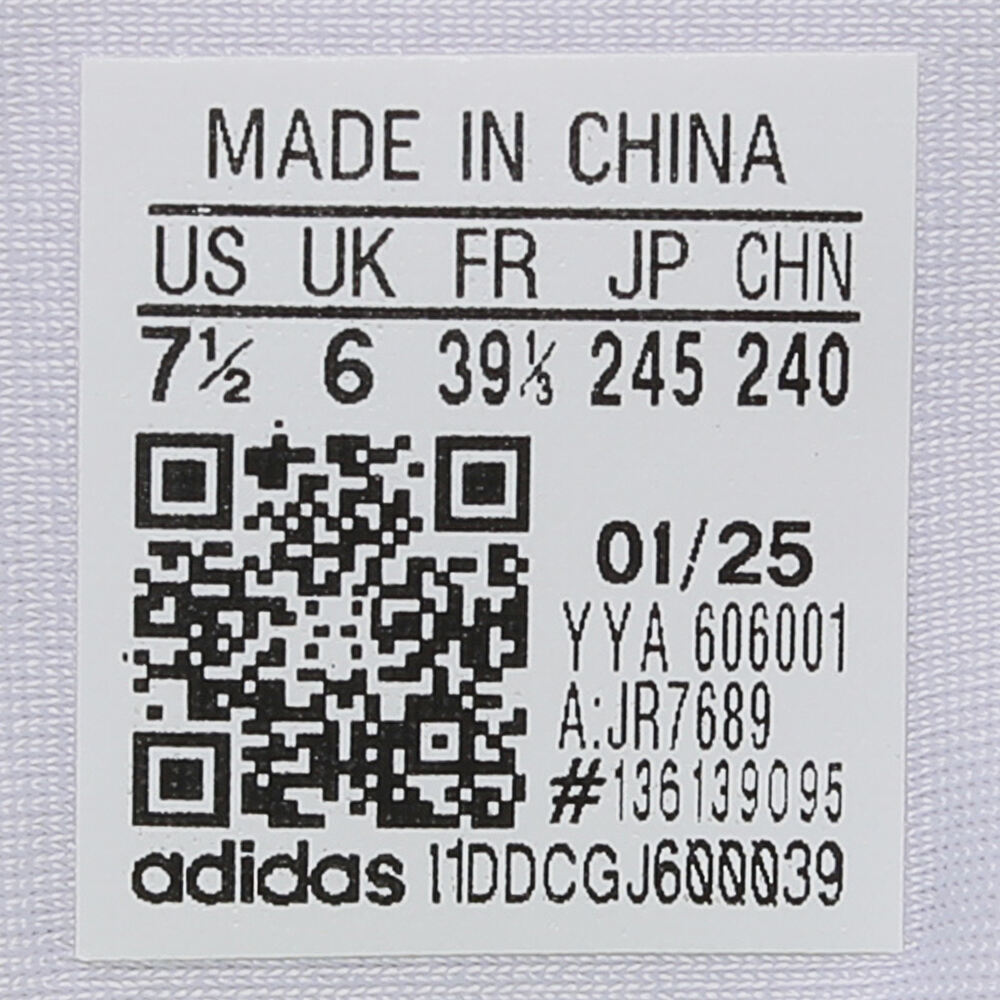 MADE IN CHINA
US UK FR JP CHN
7½ 6 39⅓ 245 240
01/25
YYA 606001
A:JR7689
#136139095
adidas I1DDCGJ6000039